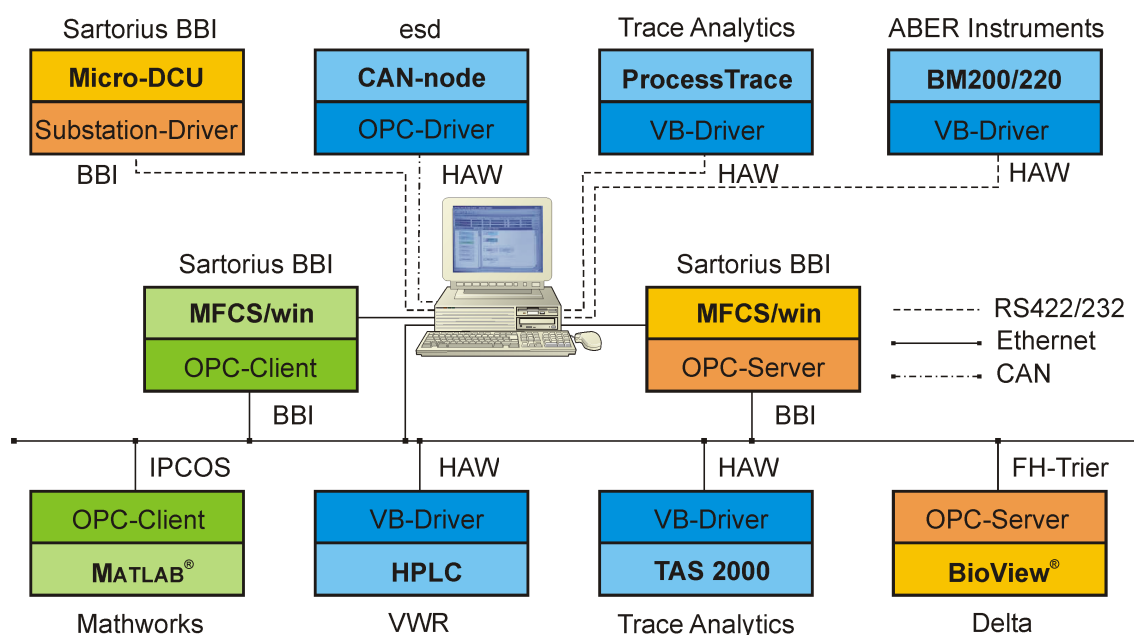 Sartorius BBI
esd
Trace Analytics
ABER Instruments
Micro-DCU
CAN-node
ProcessTrace
BM200/220
Substation-Driver
OPC-Driver
VB-Driver
VB-Driver
BBI
HAW
HAW
HAW
Sartorius BBI
Sartorius BBI
MFCS/win
MFCS/win
OPC-Client
OPC-Server
RS422/232
Ethernet
CAN
BBI
BBI
IPCOS
HAW
HAW
FH-Trier
OPC-Client
VB-Driver
VB-Driver
OPC-Server
MATLAB®
HPLC
TAS 2000
BioView®
Mathworks
VWR
Trace Analytics
Delta